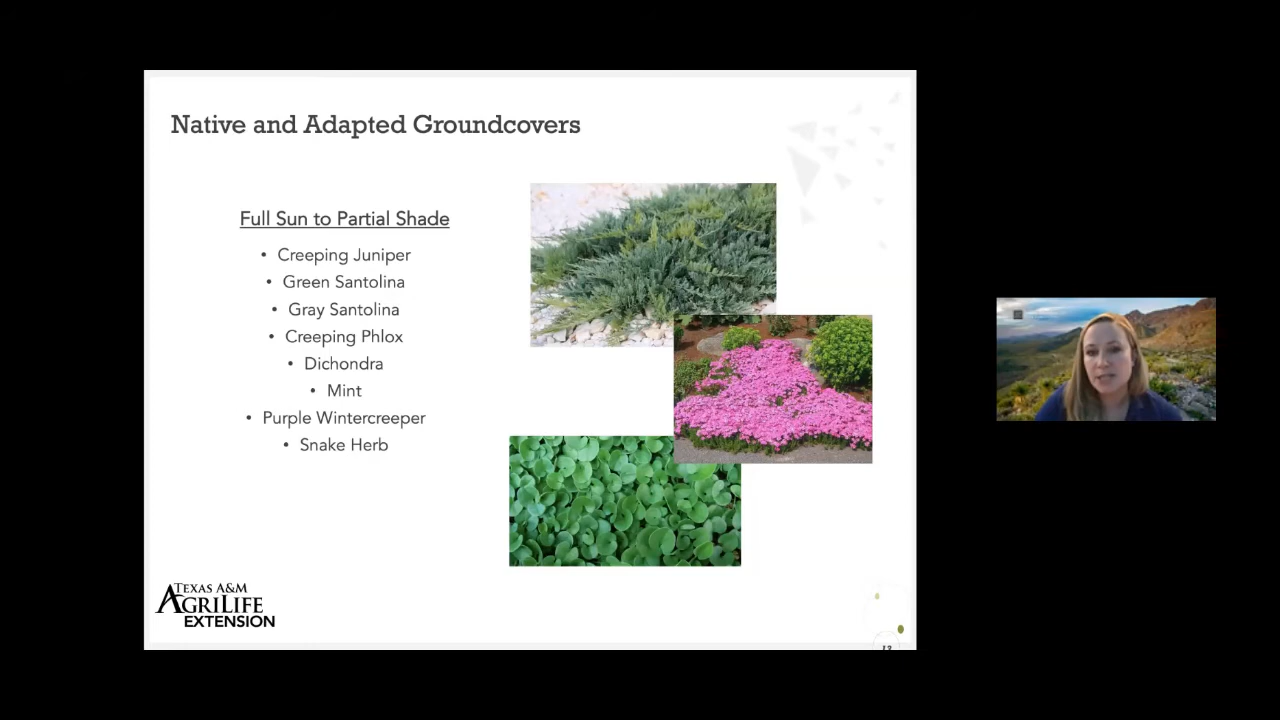 Native and Adapted Groundcovers
Full Sun to Partial Shade
• Creeping Juniper
• Green Santolina
• Gray Santolina
• Creeping Phlox
• Dichondra
• Mint
• Purple Wintercreeper
• Snake Herb
TEXAS A&M
AGRILIFE
EXTENSION
13